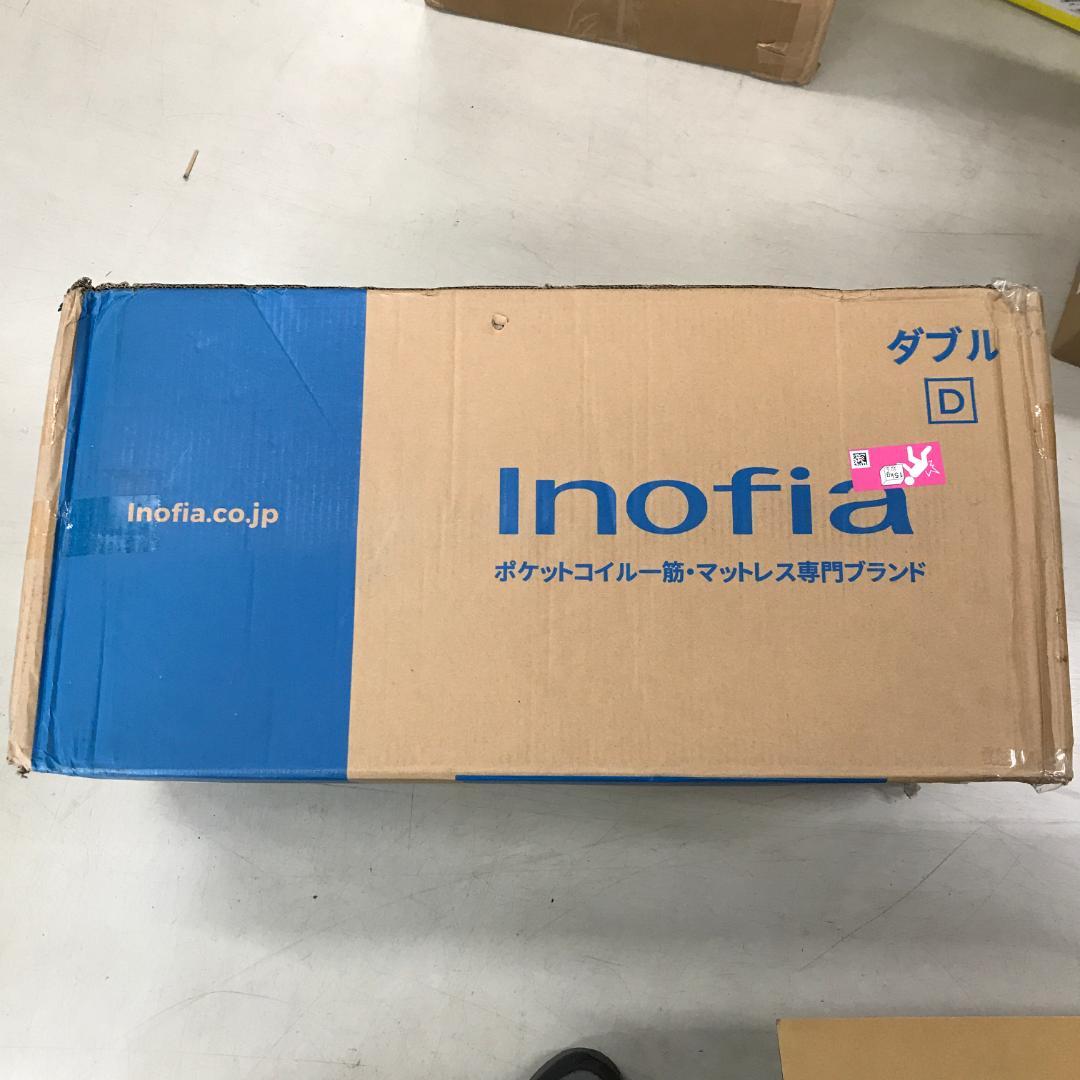 ダブル
D
15kg
Inofia
Inofia.co.jp
ポケットコイル一筋・マットレス専門ブランド